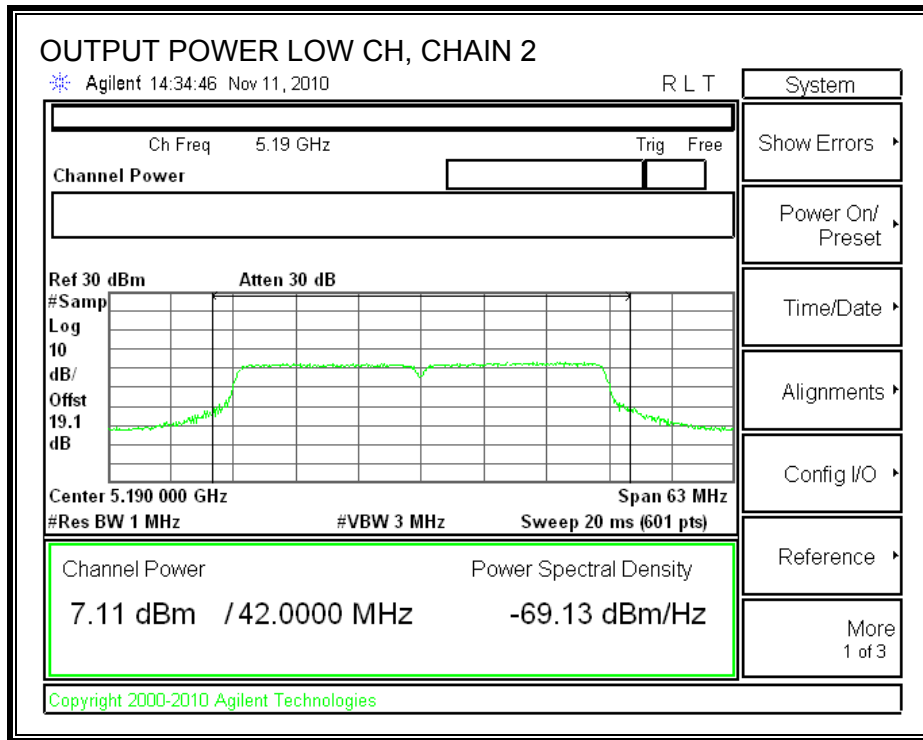 OUTPUT POWER LOW CH, CHAIN 2
Agilent 14:34:46 Nov 11, 2010 R L T
System
Ch Freq 5.19 GHz Trig Free
Channel Power
Show Errors
Power On/
Preset
Ref 30 dBm Atten 30 dB
#Samp
Log
10
dB/
Offst
19.1
dB
Time/Date
Alignments
Config I/O
Center 5.190 000 GHz Span 63 MHz
#Res BW 1 MHz #VBW 3 MHz Sweep 20 ms (601 pts)
Channel Power Power Spectral Density
7.11 dBm / 42.0000 MHz -69.13 dBm/Hz
Reference
More
1 of 3
Copyright 2000-2010 Agilent Technologies